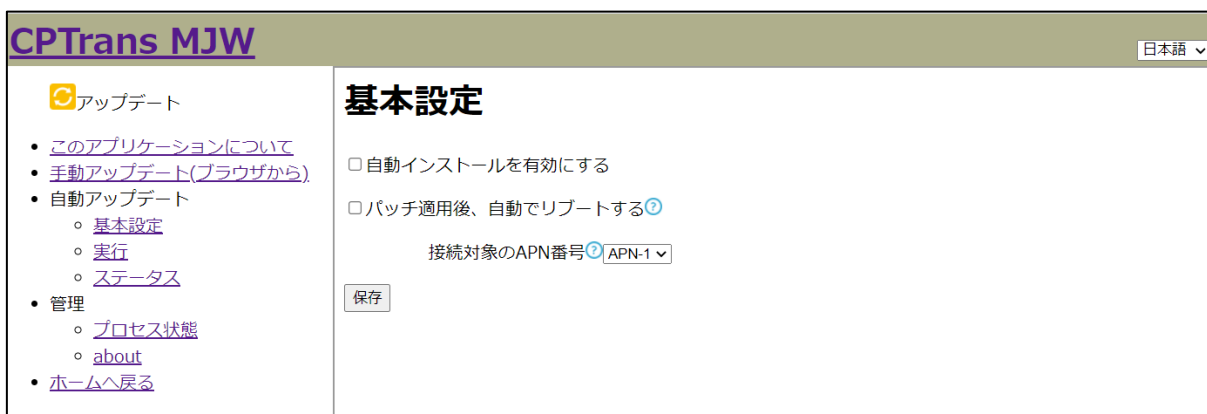 CPTrans MJW
日本語
アップデート
このアプリケーションについて
手動アップデート(ブラウザから)
自動アップデート
基本設定
実行
ステータス
管理
プロセス状態
about
ホームへ戻る
基本設定
自動インストールを有効にする
パッチ適用後、自動でリブートする?
接続対象のAPN番号? APN-1
保存